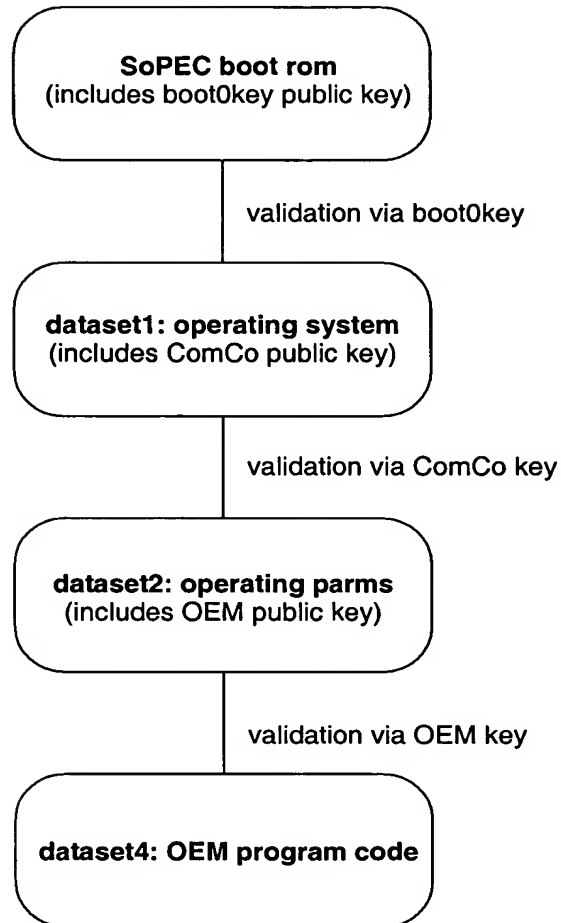 SoPEC boot rom
(includes boot0key public key)
validation via boot0key
dataset1: operating system
(includes ComCo public key)
validation via ComCo key
dataset2: operating parms
(includes OEM public key)
validation via OEM key
dataset4: OEM program code